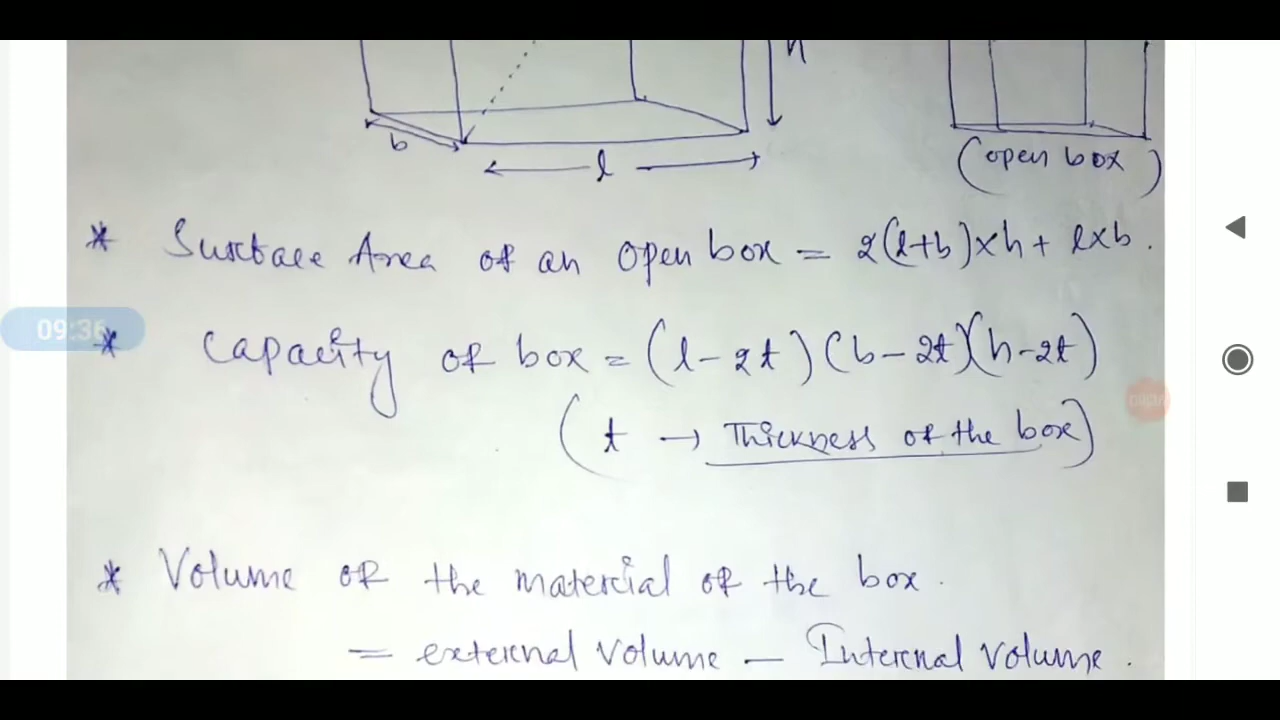 h
b
l
(open box)
* Surface Area of an open box = 2(l+b)×h + l×b.
09:36
* Capacity of box = (l-2t)(b-2t)(h-2t)
(t → Thickness of the box)
* Volume of the material of the box.
= external volume - Internal volume.